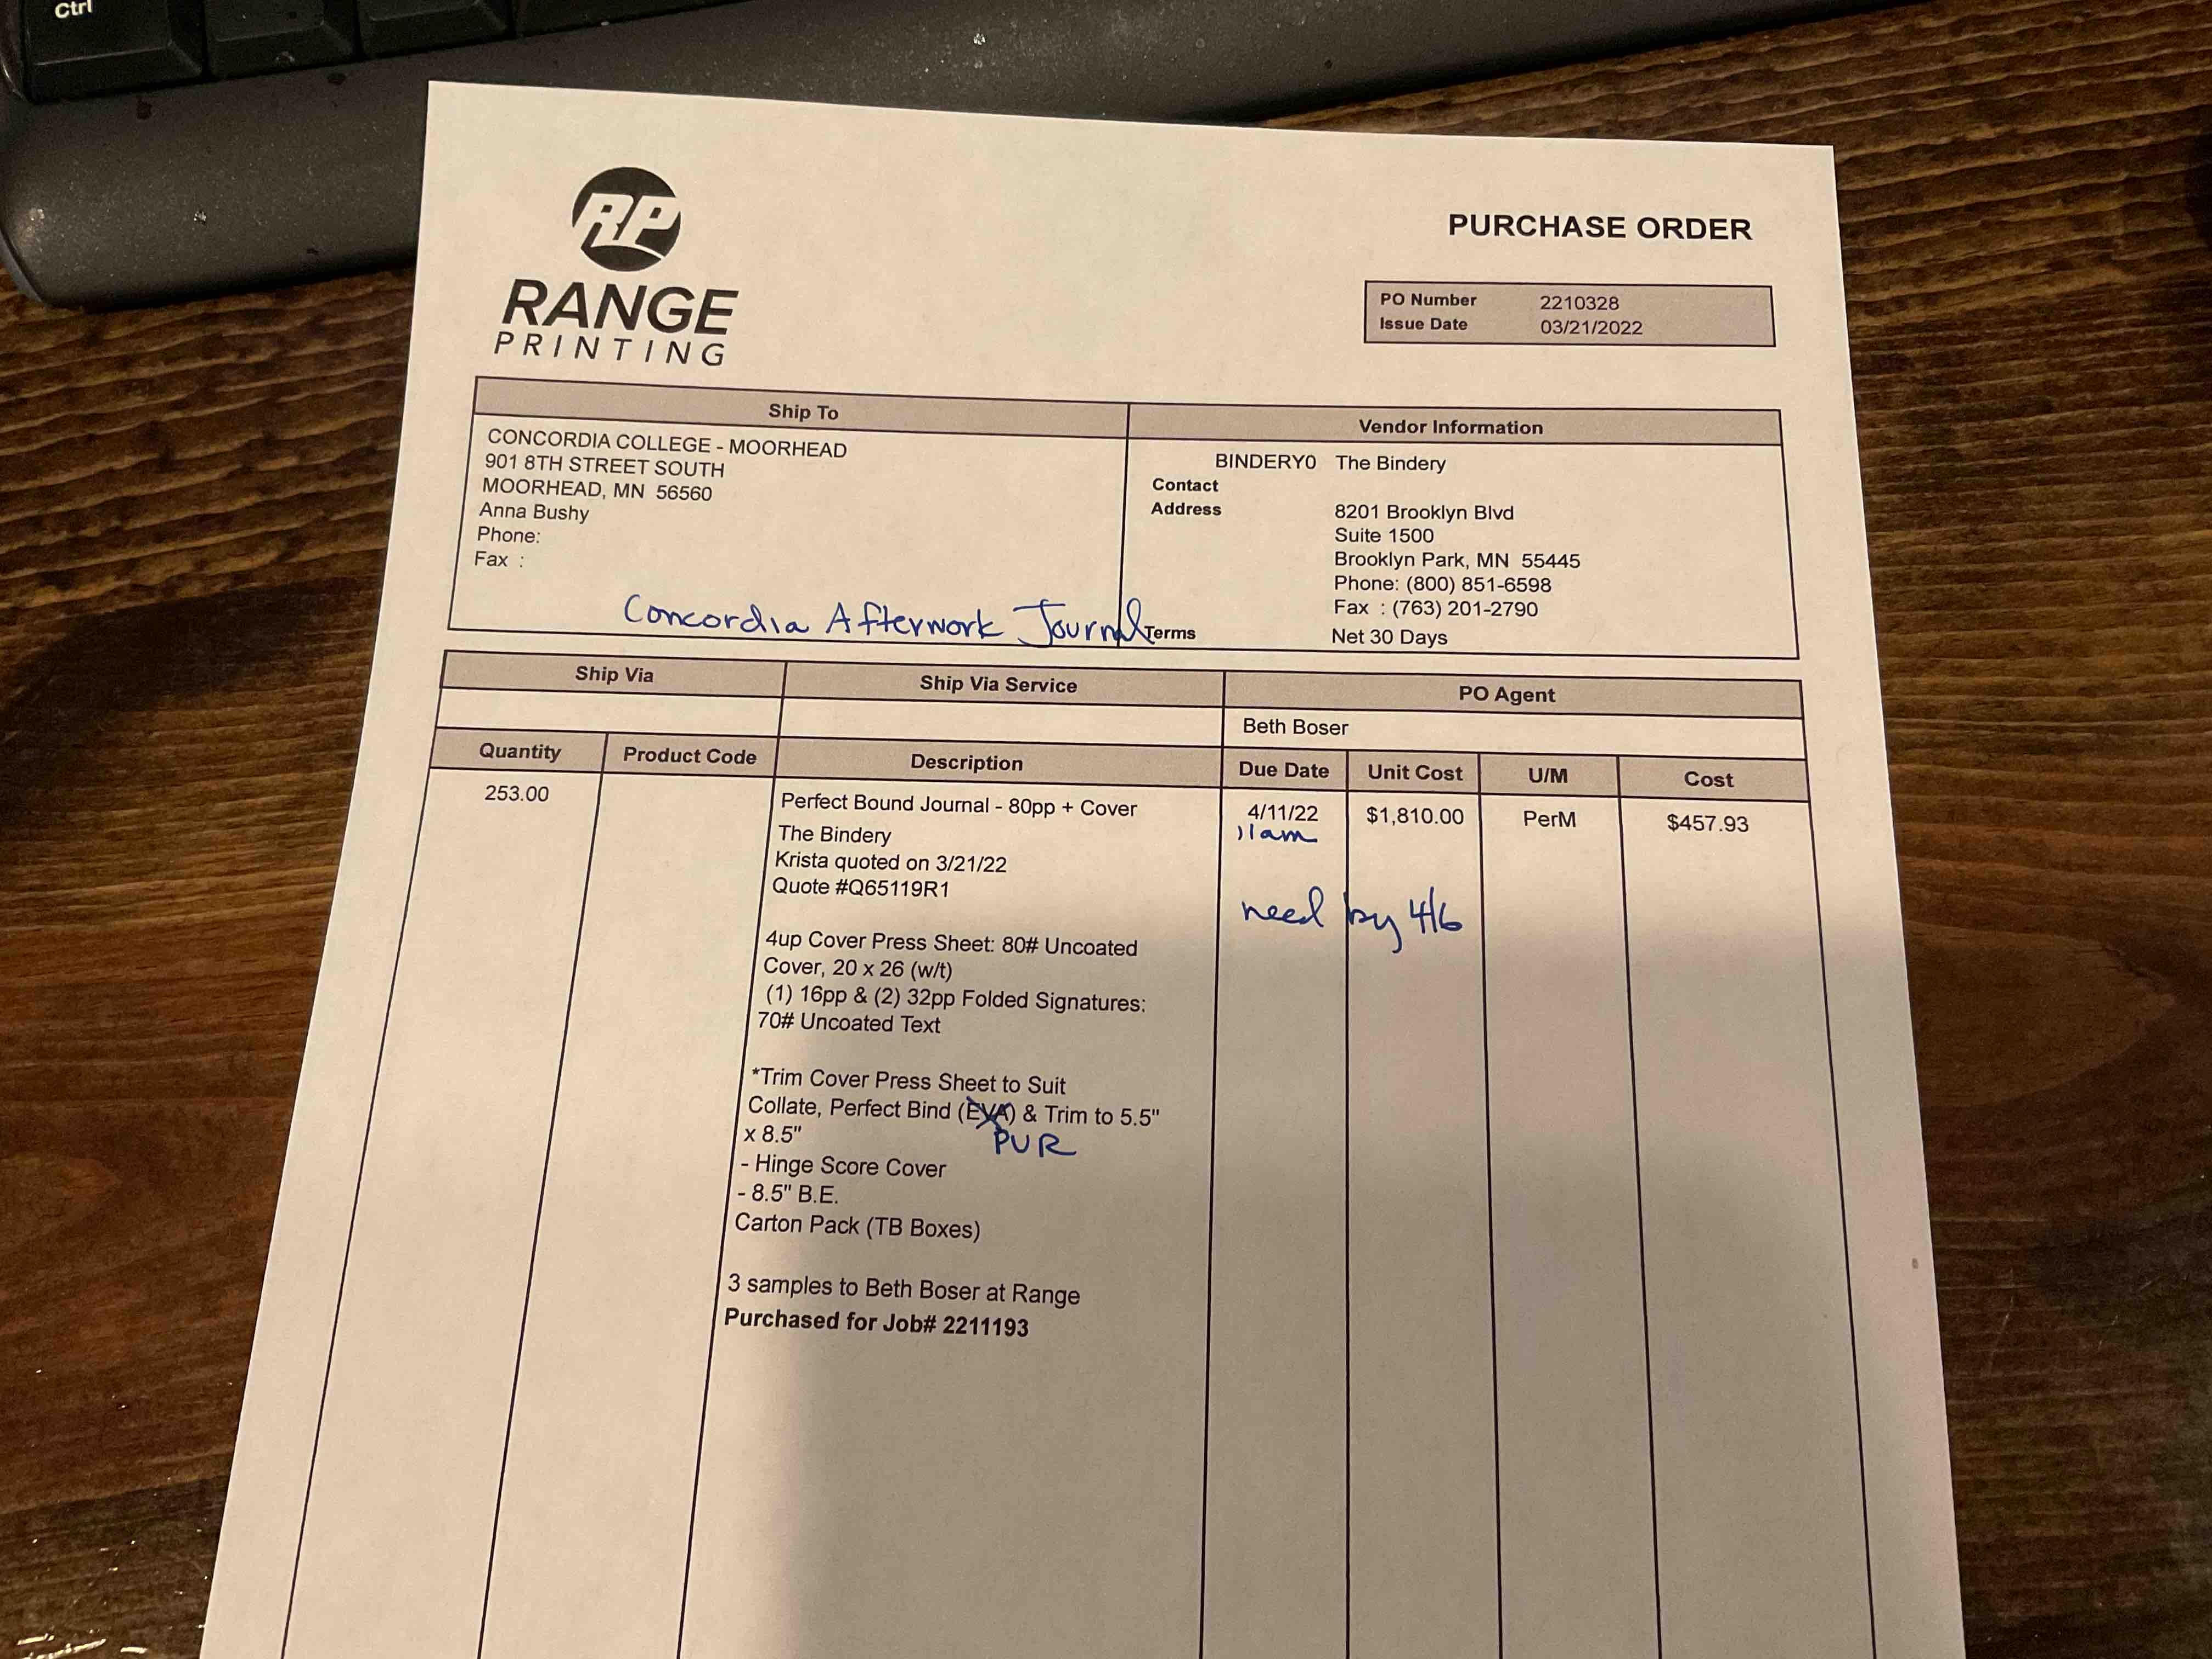 Ctrl
RP
RANGE
PRINTING
PURCHASE ORDER
PO Number 2210328
Issue Date 03/21/2022
Ship To
CONCORDIA COLLEGE - MOORHEAD
901 8TH STREET SOUTH
MOORHEAD, MN 56560
Anna Bushy
Phone:
Fax :
Concordia Afterwork Journal
Vendor Information
BINDERY0 The Bindery
Contact
Address 8201 Brooklyn Blvd
Suite 1500
Brooklyn Park, MN 55445
Phone: (800) 851-6598
Fax : (763) 201-2790
Terms Net 30 Days
Ship Via Ship Via Service PO Agent
Beth Boser
Quantity Product Code Description Due Date Unit Cost U/M Cost
253.00 Perfect Bound Journal - 80pp + Cover 4/11/22 $1,810.00 PerM $457.93
The Bindery 11am
Krista quoted on 3/21/22
Quote #Q65119R1
need by 4/6
4up Cover Press Sheet: 80# Uncoated
Cover, 20 x 26 (w/t)
(1) 16pp & (2) 32pp Folded Signatures:
70# Uncoated Text
*Trim Cover Press Sheet to Suit
Collate, Perfect Bind (EVA) & Trim to 5.5"
x 8.5" PUR
- Hinge Score Cover
- 8.5" B.E.
Carton Pack (TB Boxes)
3 samples to Beth Boser at Range
Purchased for Job# 2211193